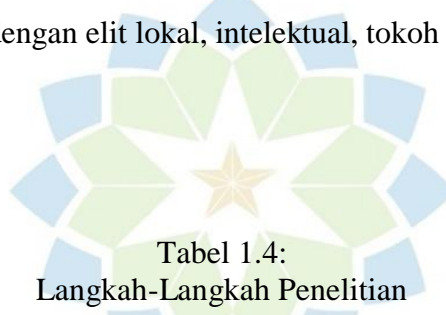 dengan elit lokal, intelektual, tokoh
Tabel 1.4:
Langkah-Langkah Penelitian